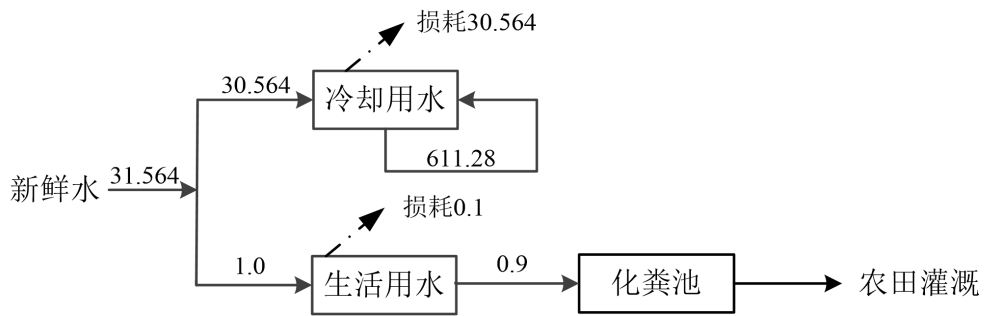 损耗30.564
30.564
冷却用水
611.28
新鲜水
31.564
损耗0.1
1.0
生活用水
0.9
化粪池
农田灌溉